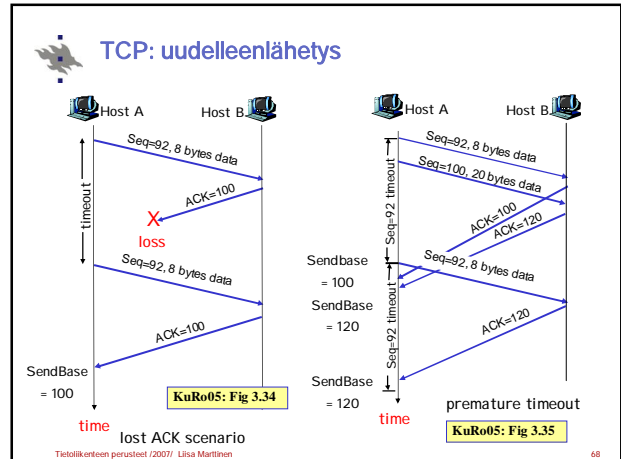 TCP: uudelleenlähetys
Host A
Host B
Seq=92, 8 bytes data
timeout
ACK=100
X
loss
Seq=92, 8 bytes data
ACK=100
SendBase
= 100
KuRo05: Fig 3.34
time
lost ACK scenario
Host A
Host B
Seq=92, 8 bytes data
Seq=100, 20 bytes data
Seq=92 timeout
ACK=100
ACK=120
Sendbase
= 100
SendBase
= 120
Seq=92, 8 bytes data
Seq=92 timeout
ACK=120
SendBase
= 120
time
premature timeout
KuRo05: Fig 3.35
Tietoliikenteen perusteet /2007/ Liisa Marttinen
68